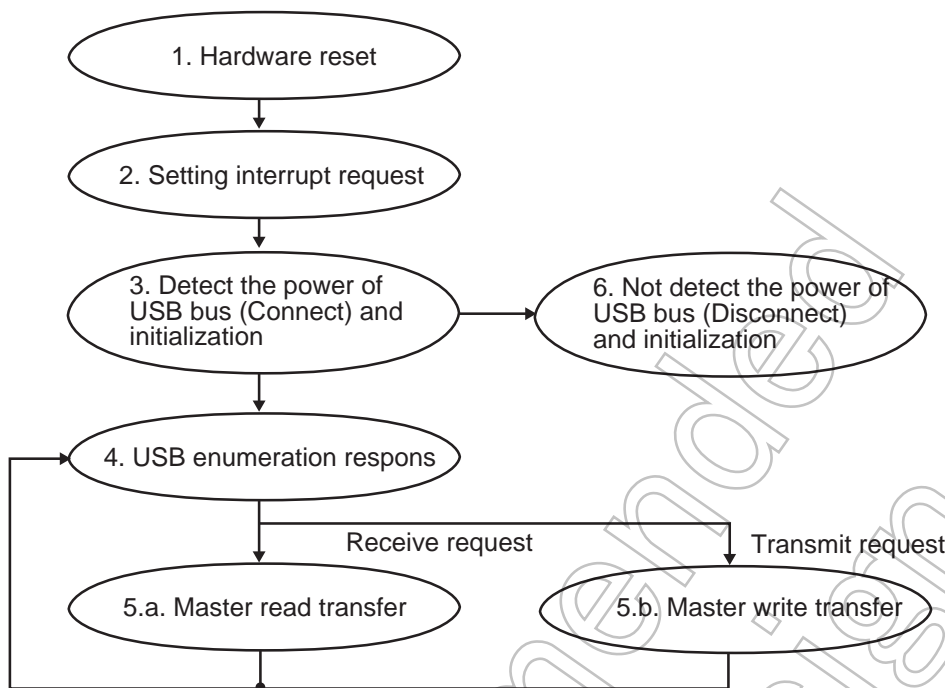 1. Hardware reset
2. Setting interrupt request
3. Detect the power of
USB bus (Connect) and
initialization
6. Not detect the power of
USB bus (Disconnect)
and initialization
4. USB enumeration respons
Receive request
Transmit request
5.a. Master read transfer
5.b. Master write transfer
mended
sign